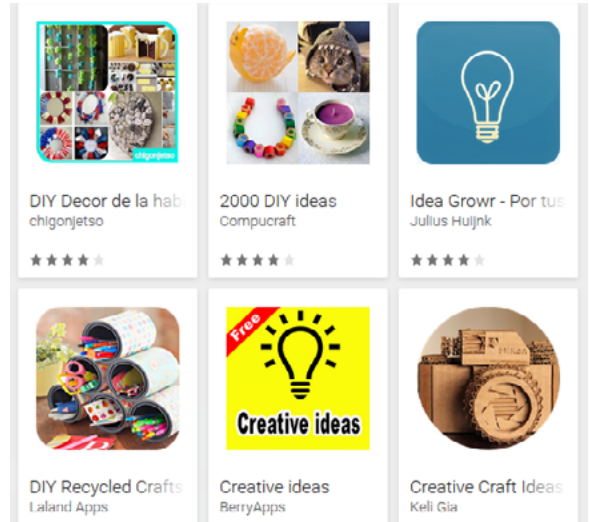 chigonjetso
DIY Decor de la hab
chigonjetso
2000 DIY ideas
Compucraft
Idea Growr - Por tus
Julius Huijnk
DIY Recycled Crafts
Laland Apps
Free
Creative ideas
Creative ideas
BerryApps
Creative Craft Ideas
Keli Gia